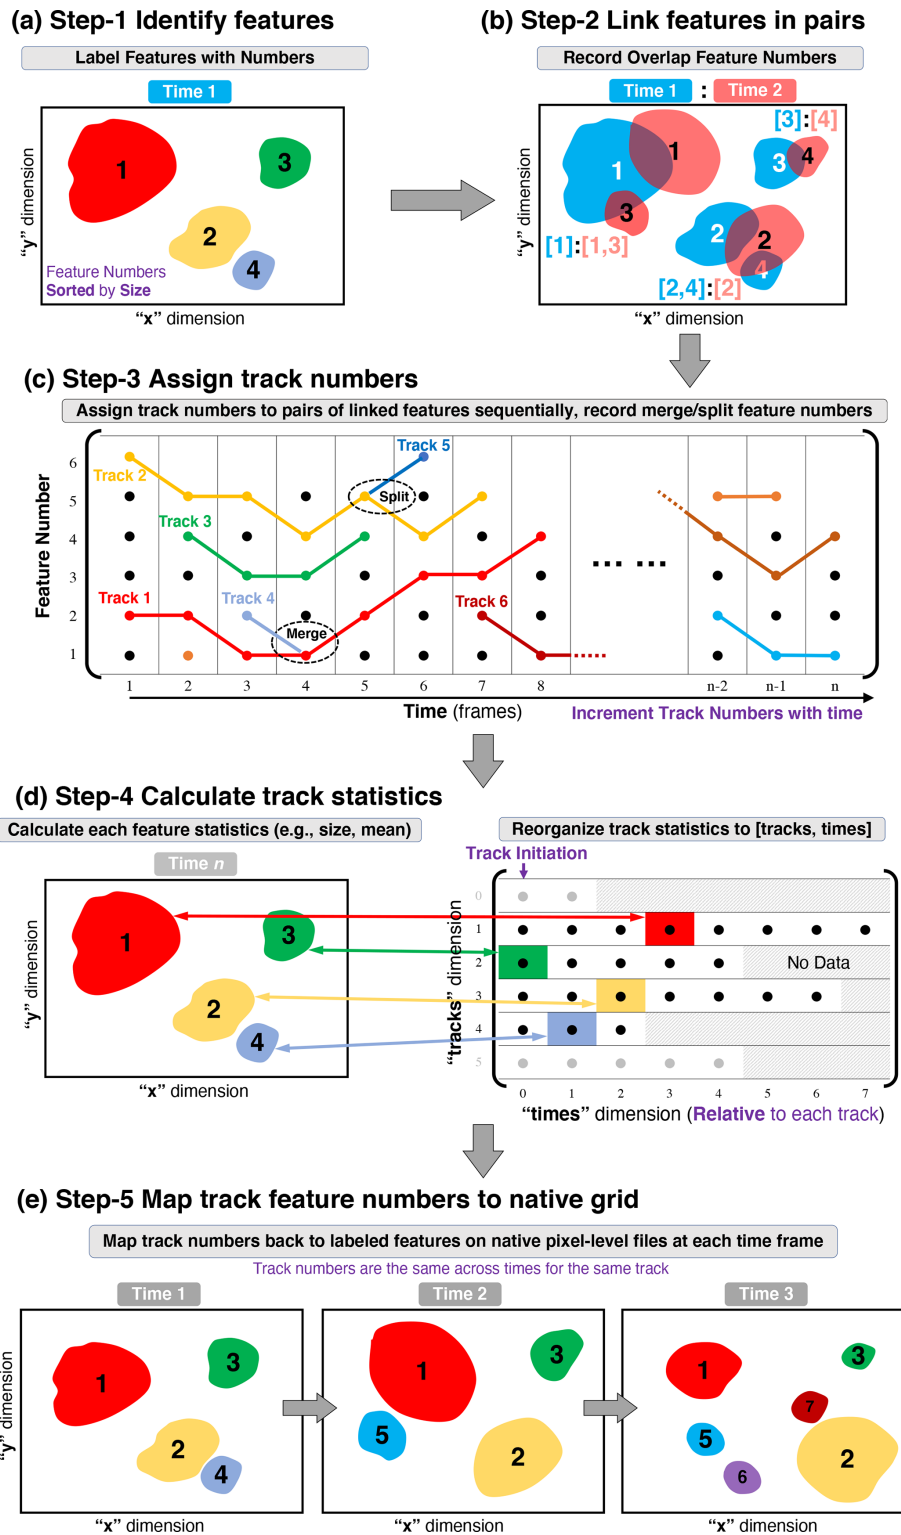 (a) Step-1 Identify features
Label Features with Numbers
Time 1
1
3
2
4
Feature Numbers
Sorted by Size
“y” dimension
“x” dimension
(b) Step-2 Link features in pairs
Record Overlap Feature Numbers
Time 1 : Time 2
[3]:[4]
1
1
3
4
3
2
2
4
[1]:[1,3]
[2,4]:[2]
“y” dimension
“x” dimension
(c) Step-3 Assign track numbers
Assign track numbers to pairs of linked features sequentially, record merge/split feature numbers
Feature Number
6
5
4
3
2
1
Track 5
Track 2
Split
Track 3
Track 1
Track 4
Track 6
Merge
1 2 3 4 5 6 7 8 n-2 n-1 n
Time (frames)
Increment Track Numbers with time
(d) Step-4 Calculate track statistics
Calculate each feature statistics (e.g., size, mean)
Time n
1
3
2
4
“y” dimension
“x” dimension
Reorganize track statistics to [tracks, times]
Track Initiation
“tracks” dimension
0
1
2
3
4
5
No Data
0 1 2 3 4 5 6 7
“times” dimension (Relative to each track)
(e) Step-5 Map track feature numbers to native grid
Map track numbers back to labeled features on native pixel-level files at each time frame
Track numbers are the same across times for the same track
Time 1
1
3
2
4
“y” dimension
“x” dimension
Time 2
1
3
5
2
“x” dimension
Time 3
1
3
7
5
2
6
“x” dimension